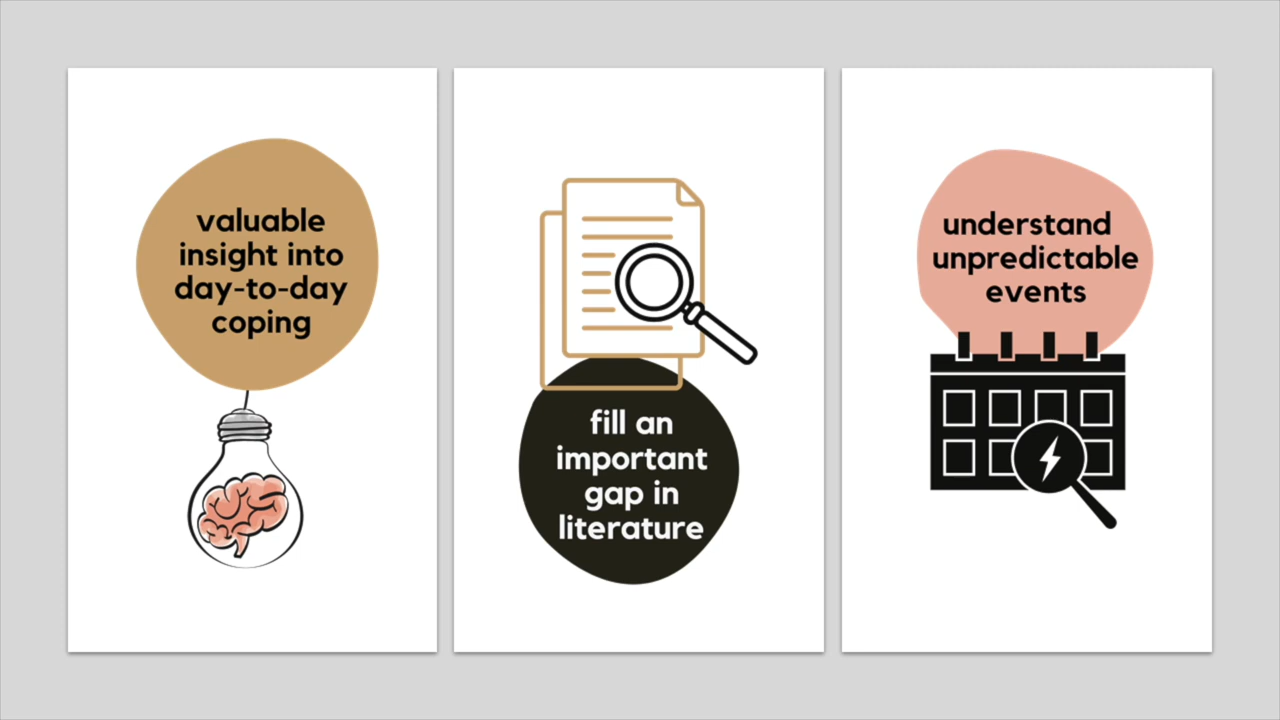 valuable
insight into
day-to-day
coping
fill an
important
gap in
literature
understand
unpredictable
events